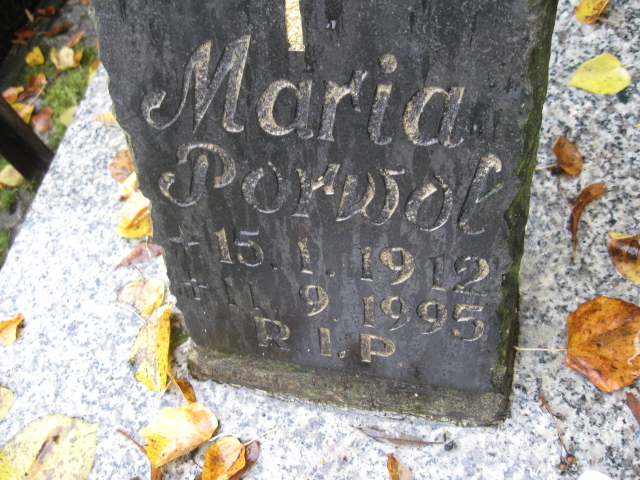 Maria
Porwol
* 15. 1. 1912
+ 11. 9. 1995
R.I.P.